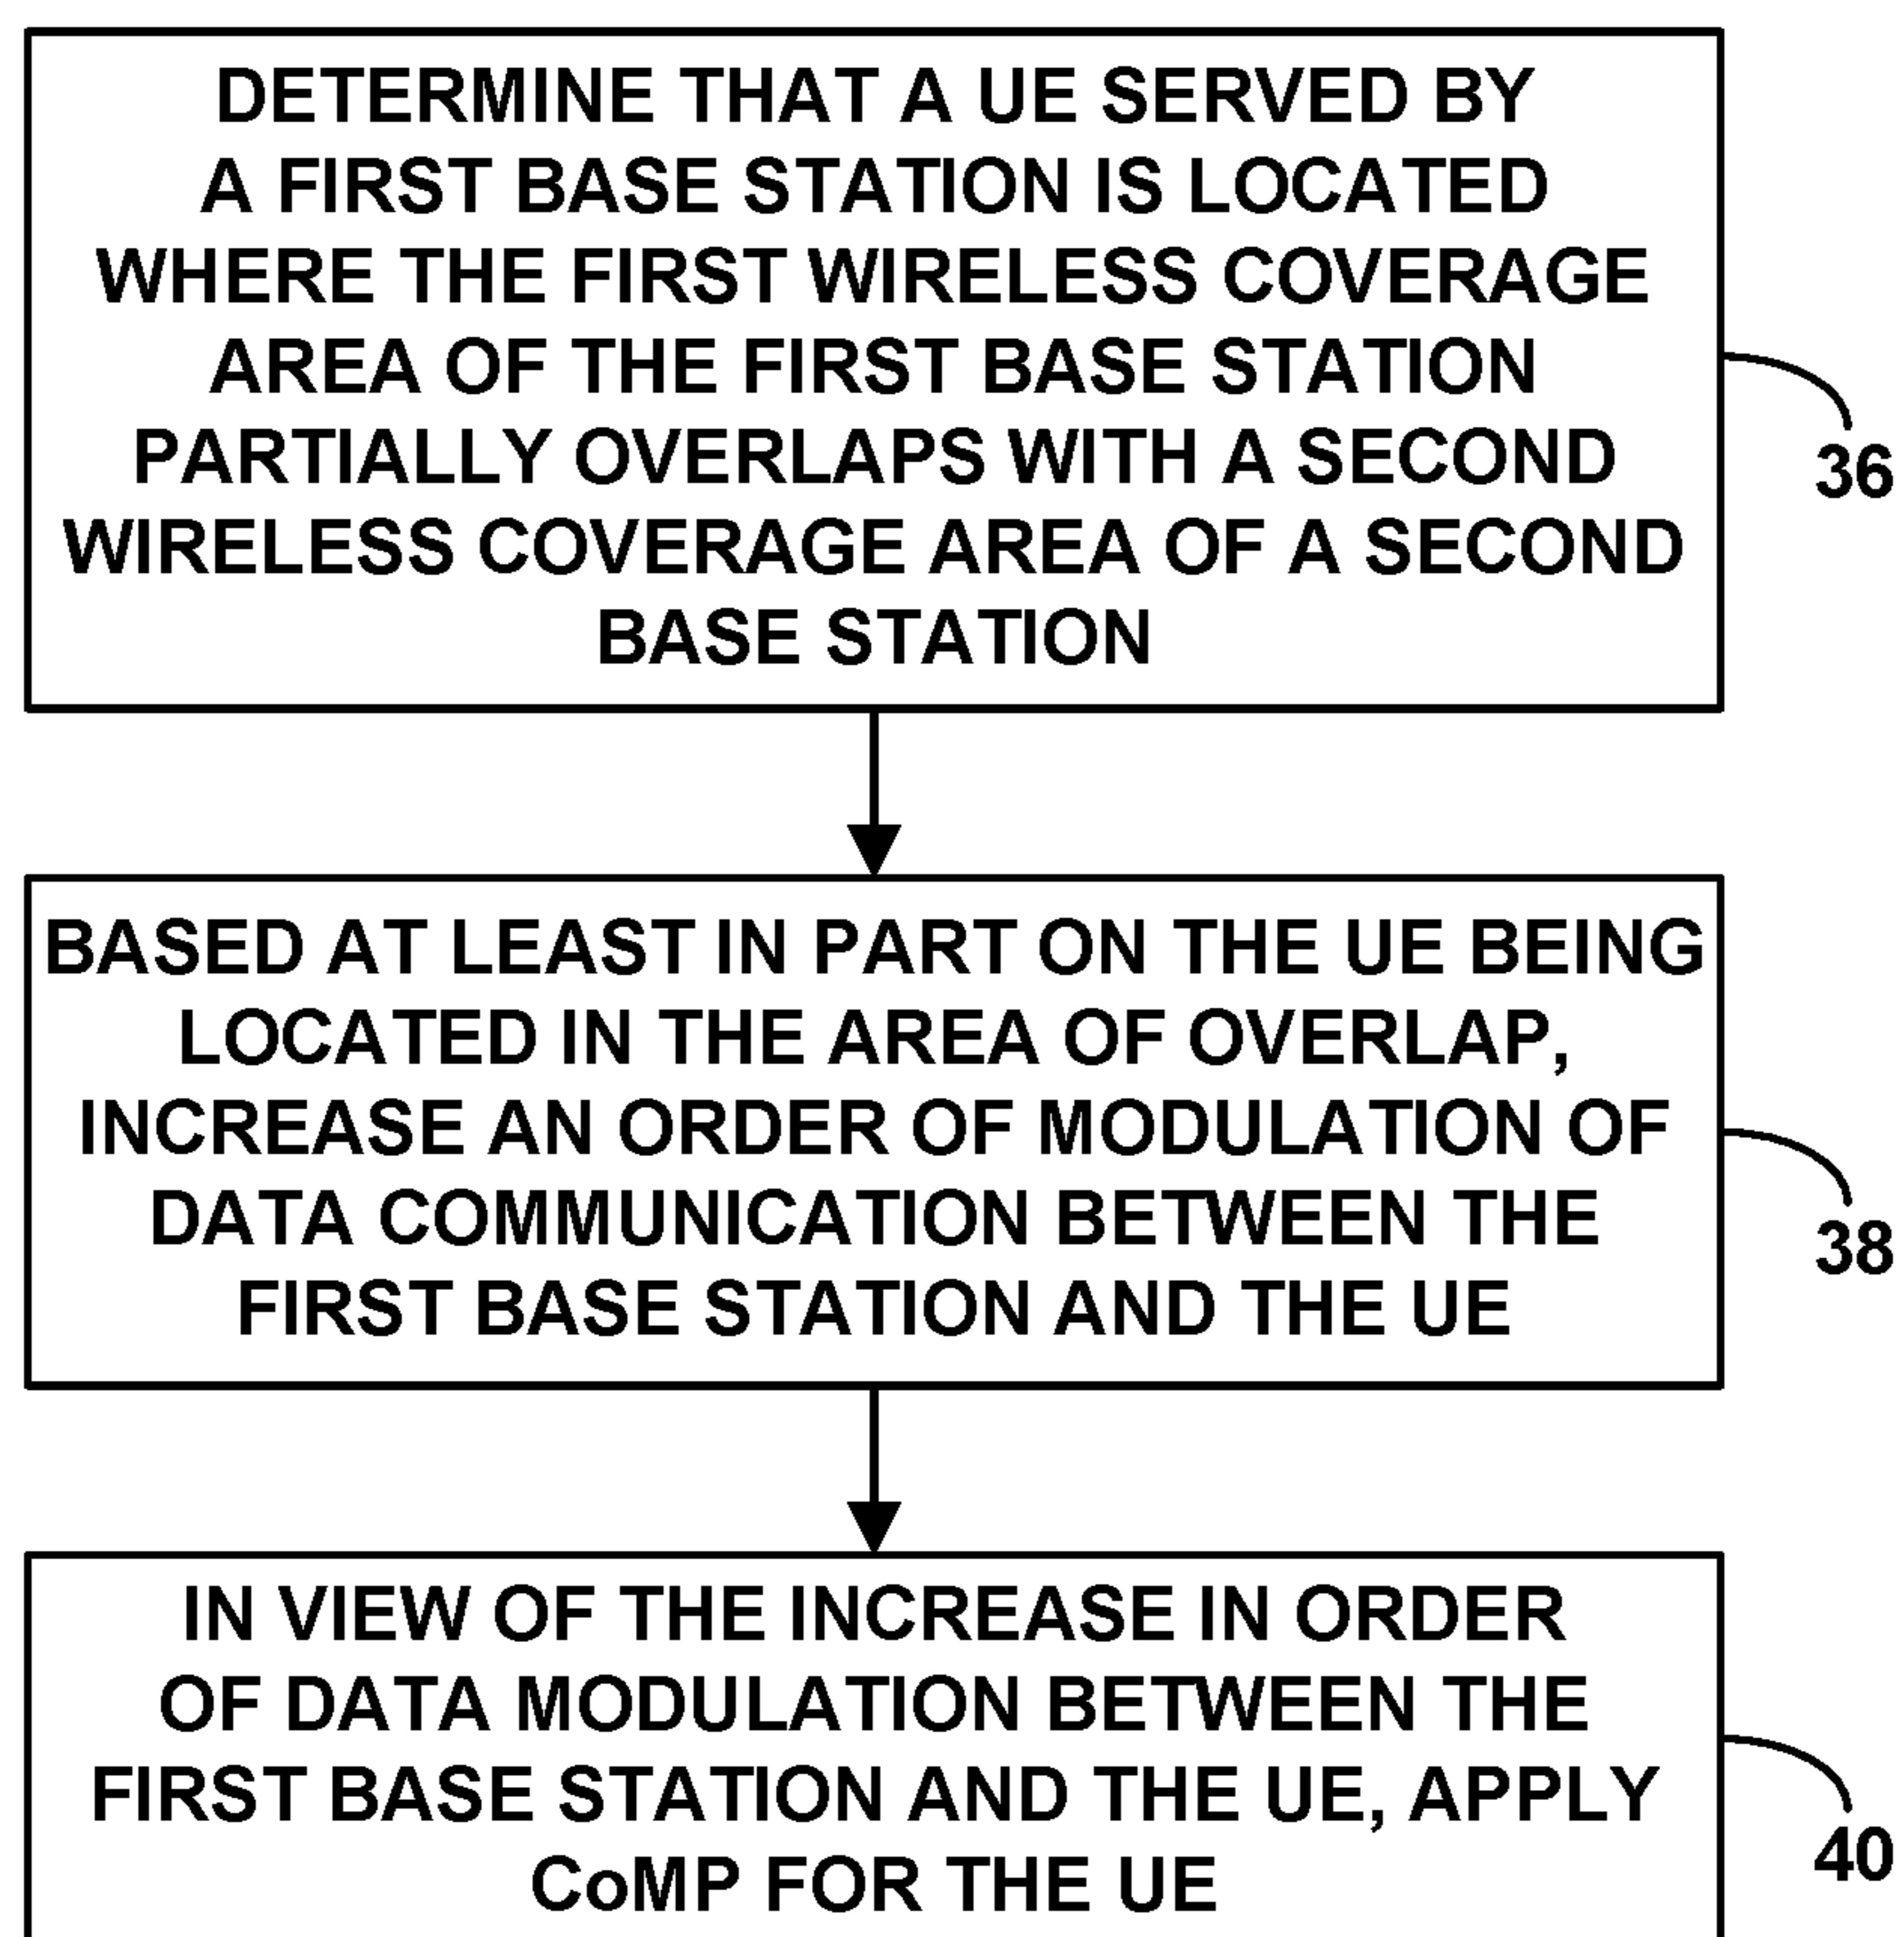 DETERMINE THAT A UE SERVED BY
A FIRST BASE STATION IS LOCATED
WHERE THE FIRST WIRELESS COVERAGE
AREA OF THE FIRST BASE STATION
PARTIALLY OVERLAPS WITH A SECOND
WIRELESS COVERAGE AREA OF A SECOND
BASE STATION
36
BASED AT LEAST IN PART ON THE UE BEING
LOCATED IN THE AREA OF OVERLAP,
INCREASE AN ORDER OF MODULATION OF
DATA COMMUNICATION BETWEEN THE
FIRST BASE STATION AND THE UE
38
IN VIEW OF THE INCREASE IN ORDER
OF DATA MODULATION BETWEEN THE
FIRST BASE STATION AND THE UE, APPLY
CoMP FOR THE UE
40